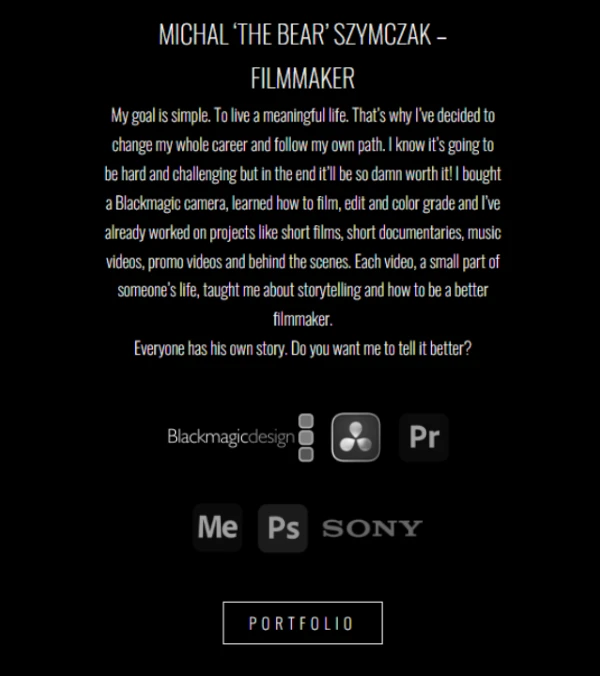 MICHAL ‘THE BEAR’ SZYMCZAK –
FILMMAKER
My goal is simple. To live a meaningful life. That’s why I’ve decided to
change my whole career and follow my own path. I know it’s going to
be hard and challenging but in the end it’ll be so damn worth it! I bought
a Blackmagic camera, learned how to film, edit and color grade and I’ve
already worked on projects like short films, short documentaries, music
videos, promo videos and behind the scenes. Each video, a small part of
someone’s life, taught me about storytelling and how to be a better
filmmaker.
Everyone has his own story. Do you want me to tell it better?
Blackmagicdesign
Pr
Me
Ps
SONY
PORTFOLIO